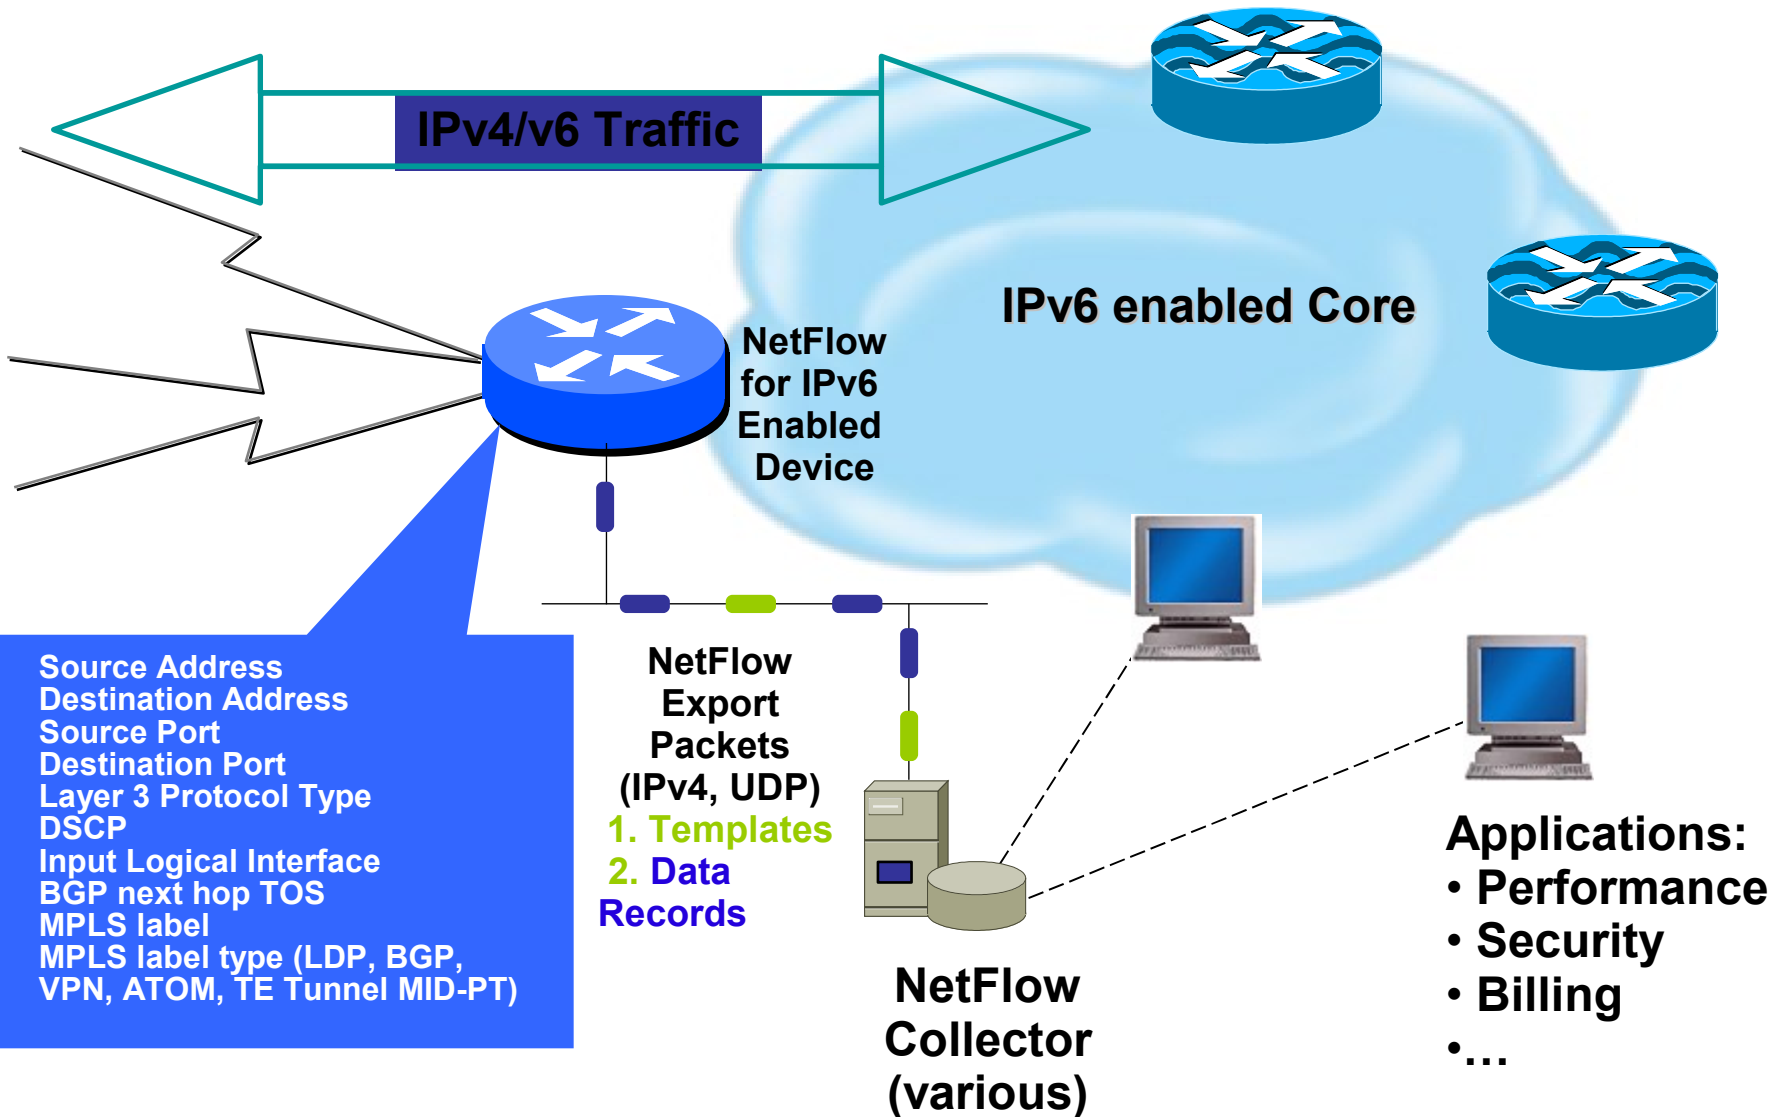 IPv4/v6 Traffic
IPv6 enabled Core
NetFlow
for IPv6
Enabled
Device
Source Address
Destination Address
Source Port
Destination Port
Layer 3 Protocol Type
DSCP
Input Logical Interface
BGP next hop TOS
MPLS label
MPLS label type (LDP, BGP,
VPN, ATOM, TE Tunnel MID-PT)
NetFlow
Export
Packets
(IPv4, UDP)
1. Templates
2. Data
Records
NetFlow
Collector
(various)
Applications:
• Performance
• Security
• Billing
•…